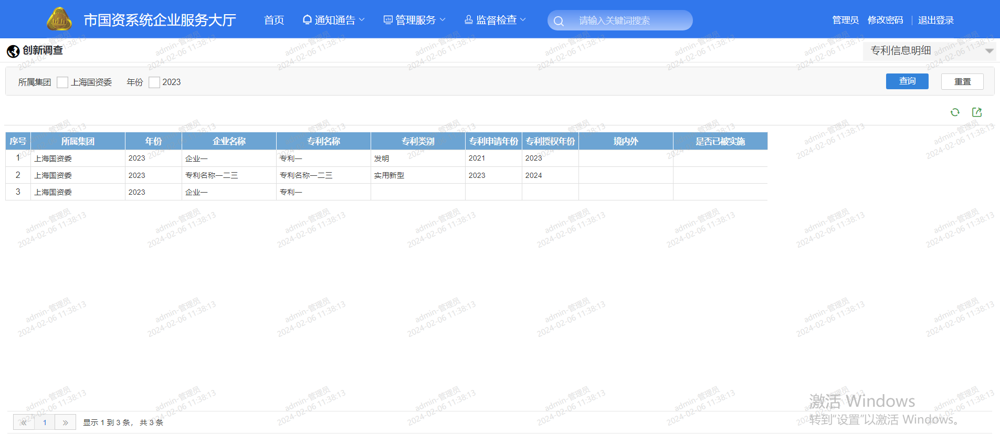 市国资系统企业服务大厅 首页 通知通告 管理服务 监督检查 请输入关键词搜索 管理员 修改密码 退出登录
创新调查 专利信息明细
所属集团 上海国资委 年份 2023 查询 重置
序号 所属集团 年份 企业名称 专利名称 专利类别 专利申请年份 专利授权年份 境内外 是否已被实施
1 上海国资委 2023 企业一 专利一 发明 2021 2023
2 上海国资委 2023 专利名称一二三 专利名称一二三 实用新型 2023 2024
3 上海国资委 2023 企业一 专利一
admin-管理员
2024-02-06 11:38:13
激活 Windows
转到"设置"以激活 Windows。
« 1 » 显示 1 到 3 条， 共 3 条